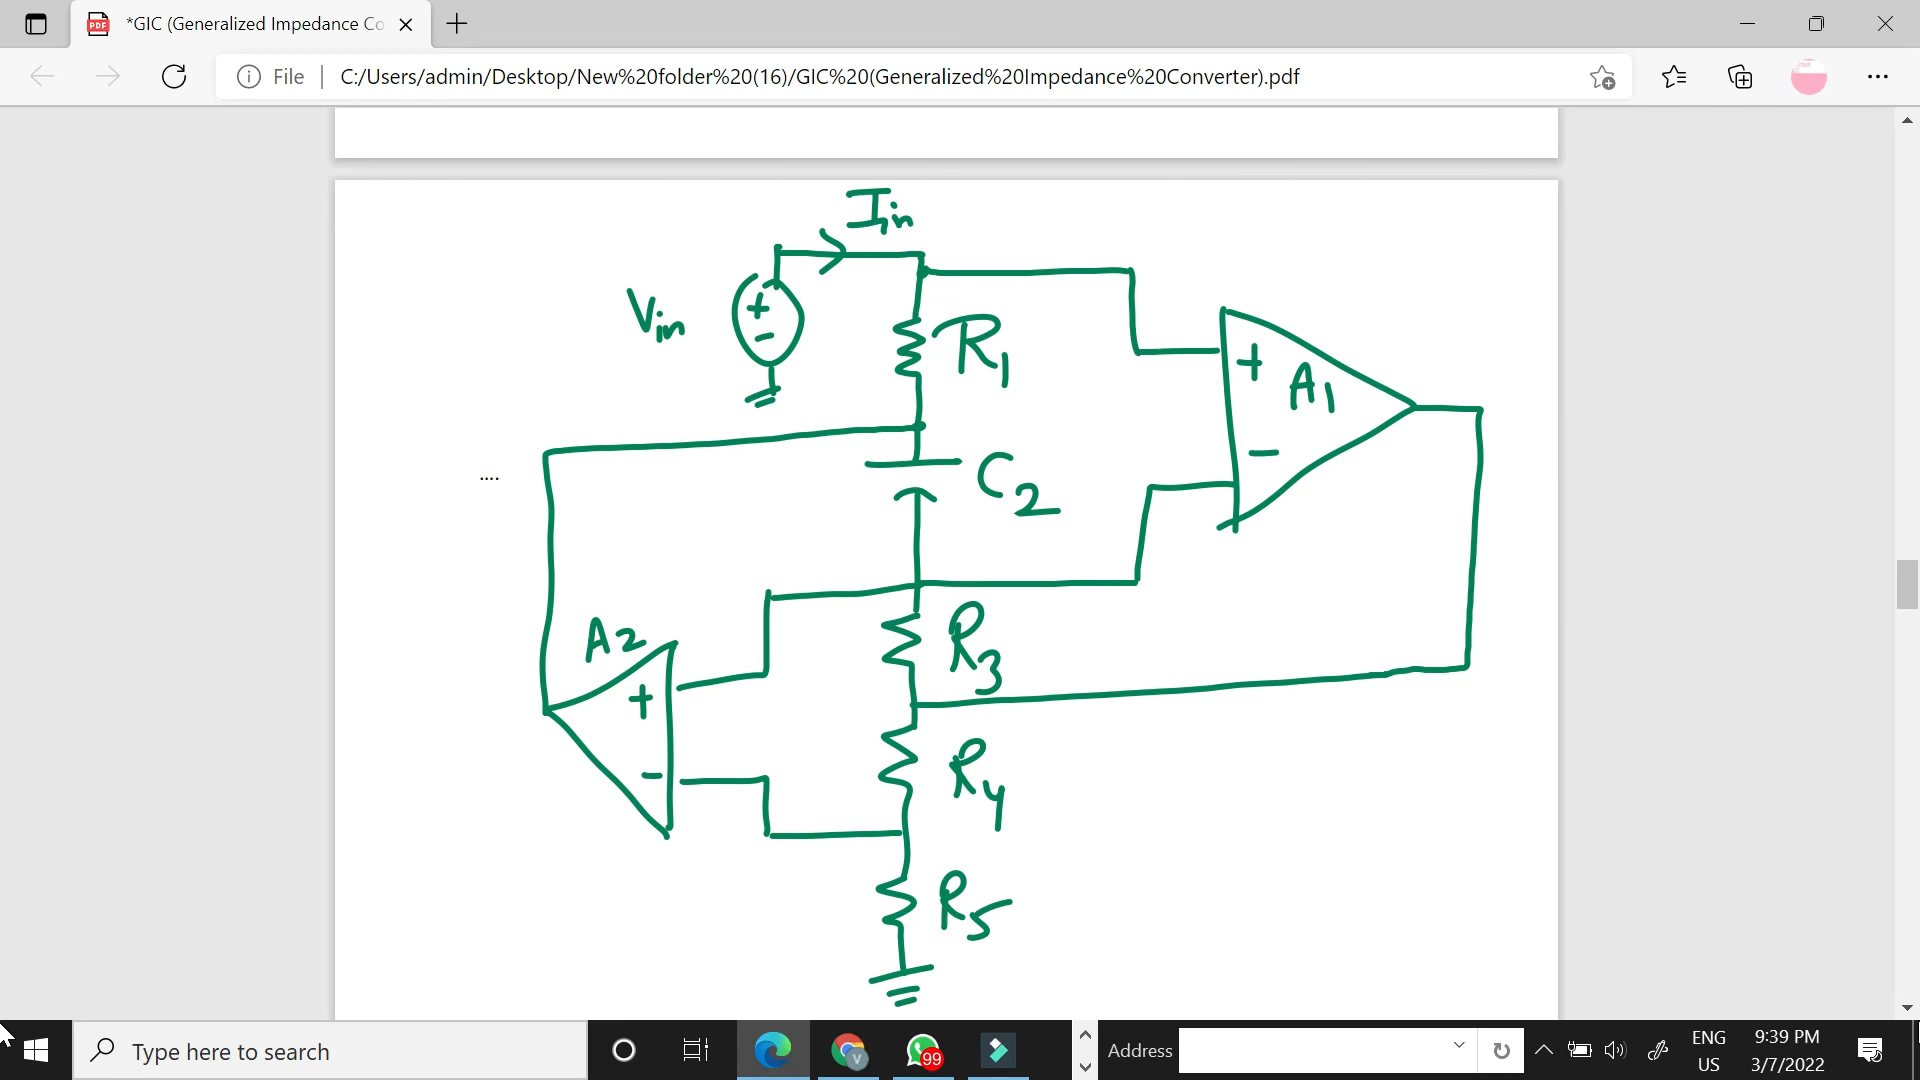 *GIC (Generalized Impedance Co
File
C:/Users/admin/Desktop/New%20folder%20(16)/GIC%20(Generalized%20Impedance%20Converter).pdf
Iin
Vin
+
-
R1
+
A1
-
C2
....
A2
+
-
R3
R4
R5
Type here to search
99
Address
ENG
US
9:39 PM
3/7/2022